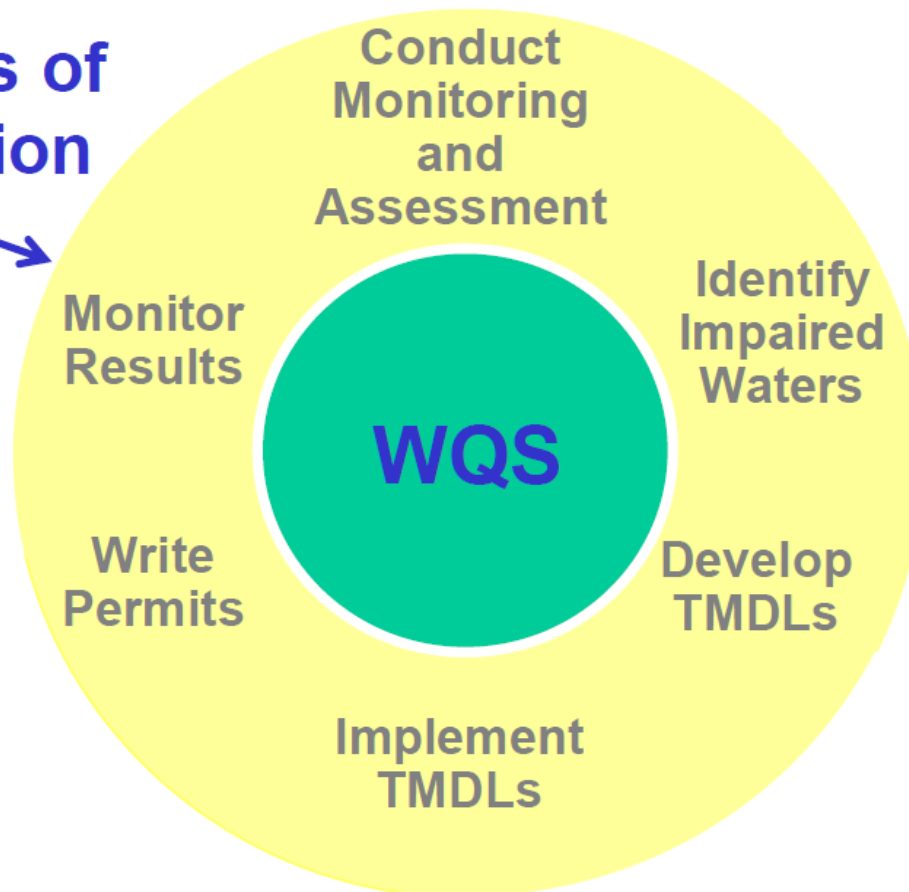 s of
ion
Conduct
Monitoring
and
Assessment
Identify
Impaired
Waters
Develop
TMDLs
Implement
TMDLs
Write
Permits
Monitor
Results
WQS